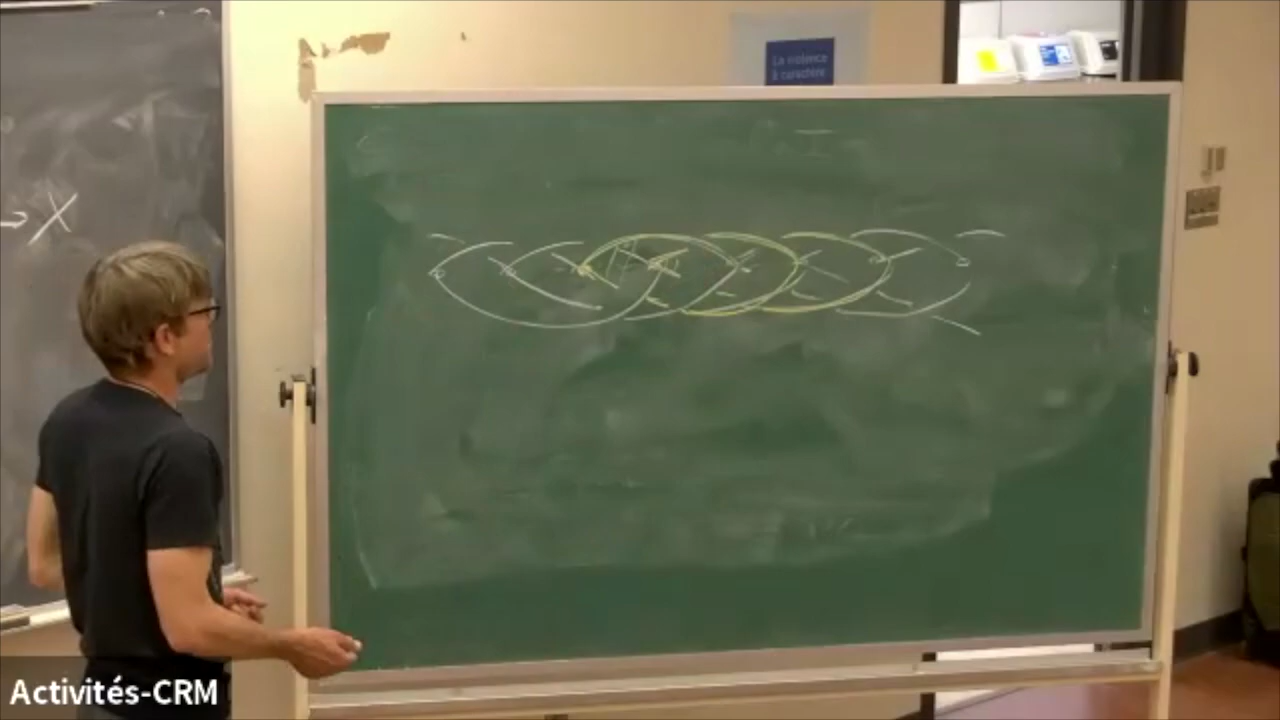 → X
La violence
à caractère
Activités-CRM